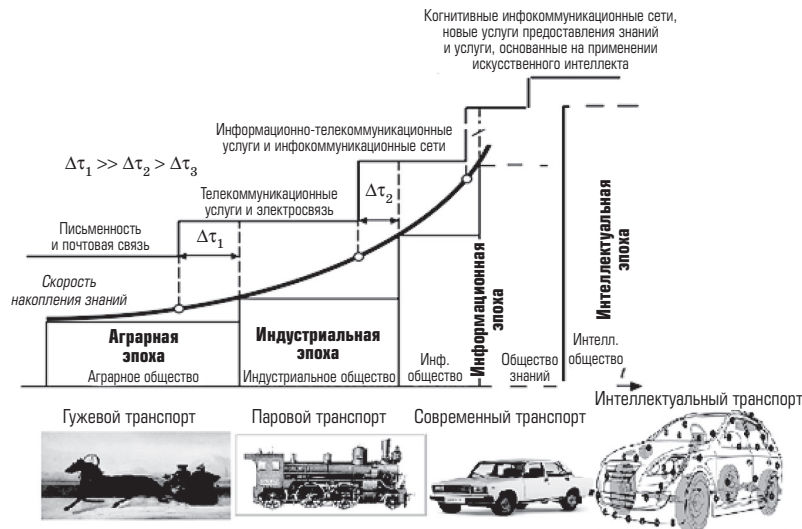 Когнитивные инфокоммуникационные сети,
новые услуги предоставления знаний
и услуги, основанные на применении
искусственного интеллекта
Информационно-телекоммуникационные
услуги и инфокоммуникационные сети
Δτ₁ >> Δτ₂ > Δτ₃
Телекоммуникационные
услуги и электросвязь
Δτ₂
Письменность
и почтовая связь
Δτ₁
Скорость
накопления знаний
Аграрная
эпоха
Аграрное общество
Индустриальная
эпоха
Индустриальное общество
Инф.
общество
Информационная
эпоха
Общество
знаний
Интеллектуальная
эпоха
Интелл.
общество
t
Гужевой транспорт
Паровой транспорт
Современный транспорт
Интеллектуальный транспорт